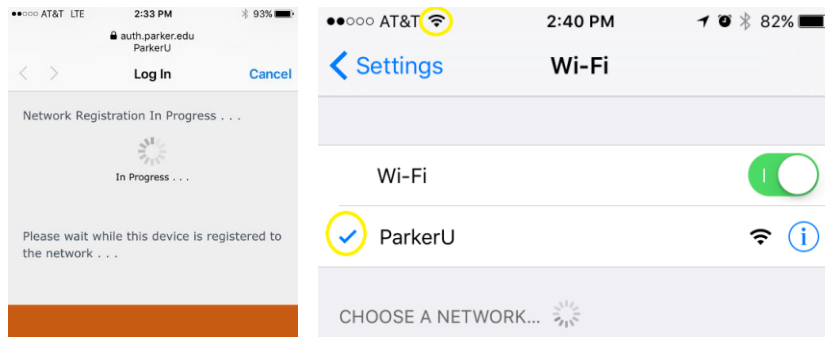 AT&T LTE 2:33 PM 93%
auth.parker.edu
ParkerU
Log In Cancel
Network Registration In Progress . . .
In Progress . . .
Please wait while this device is registered to
the network . . .
AT&T 2:40 PM 82%
Settings Wi-Fi
Wi-Fi
ParkerU
CHOOSE A NETWORK...